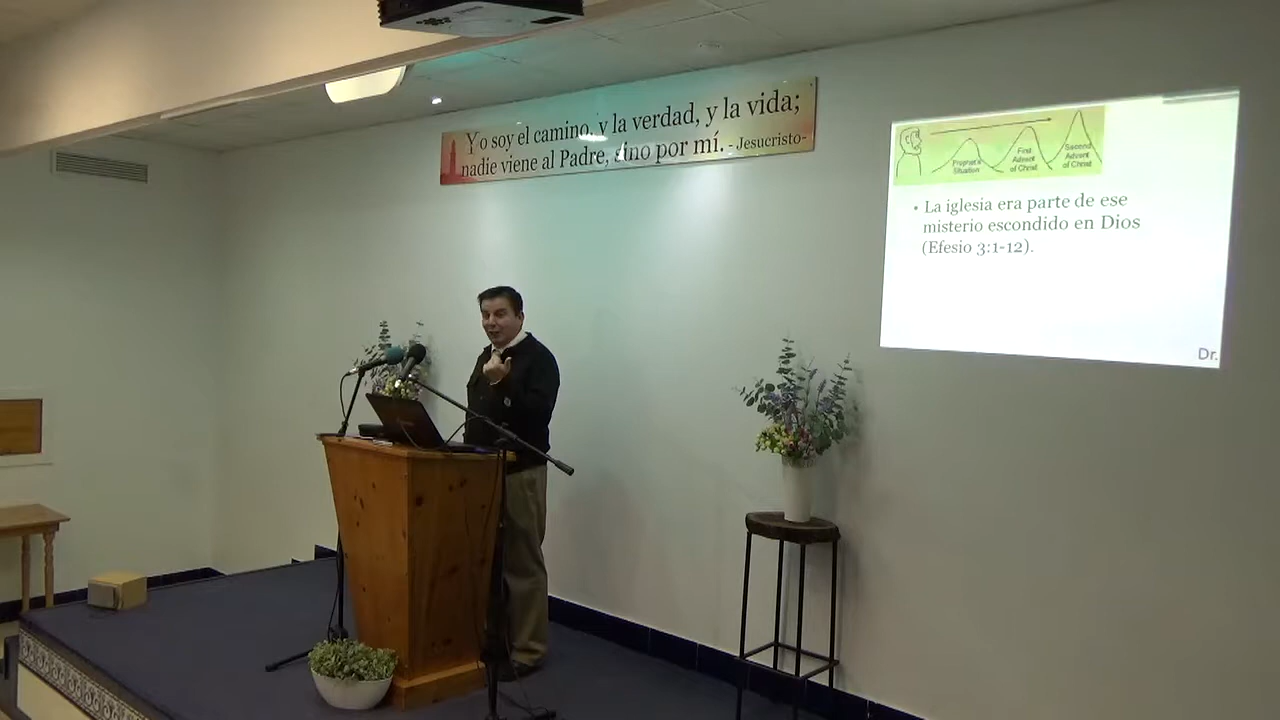 Yo soy el camino, y la verdad, y la vida;
nadie viene al Padre, sino por mí. - Jesucristo-
Prophet's
Situation
First
Advent
of Christ
Second
Advent
of Christ
• La iglesia era parte de ese
misterio escondido en Dios
(Efesio 3:1-12).
Dr.